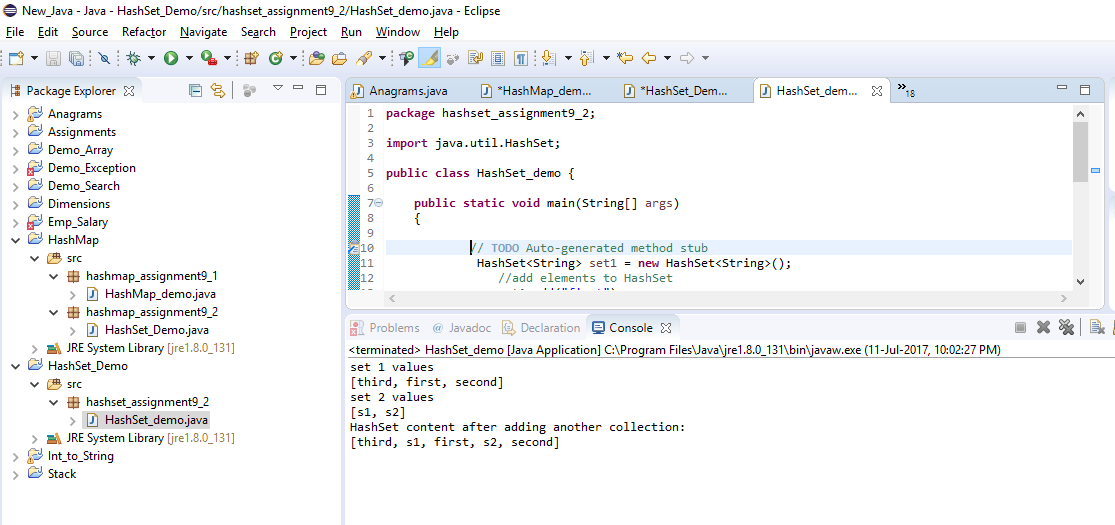 New_Java - Java - HashSet_Demo/src/hashset_assignment9_2/HashSet_demo.java - Eclipse
File Edit Source Refactor Navigate Search Project Run Window Help
Package Explorer
Anagrams
Assignments
Demo_Array
Demo_Exception
Demo_Search
Dimensions
Emp_Salary
HashMap
src
hashmap_assignment9_1
HashMap_demo.java
hashmap_assignment9_2
HashSet_Demo.java
JRE System Library [jre1.8.0_131]
HashSet_Demo
src
hashset_assignment9_2
HashSet_demo.java
JRE System Library [jre1.8.0_131]
Int_to_String
Stack
Anagrams.java *HashMap_dem... *HashSet_Dem... HashSet_dem... »18
1 package hashset_assignment9_2;
2
3 import java.util.HashSet;
4
5 public class HashSet_demo {
6
7 public static void main(String[] args)
8 {
9
10 // TODO Auto-generated method stub
11 HashSet<String> set1 = new HashSet<String>();
12 //add elements to HashSet
Problems @ Javadoc Declaration Console
<terminated> HashSet_demo [Java Application] C:\Program Files\Java\jre1.8.0_131\bin\javaw.exe (11-Jul-2017, 10:02:27 PM)
set 1 values
[third, first, second]
set 2 values
[s1, s2]
HashSet content after adding another collection:
[third, s1, first, s2, second]